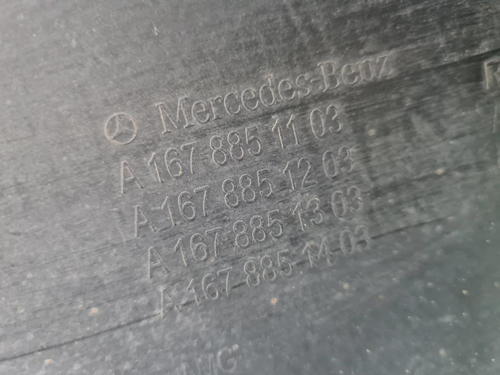 Mercedes-Benz
A 167 885 11 03
A 167 885 12 03
A 167 885 13 03
A 167 885 14 03